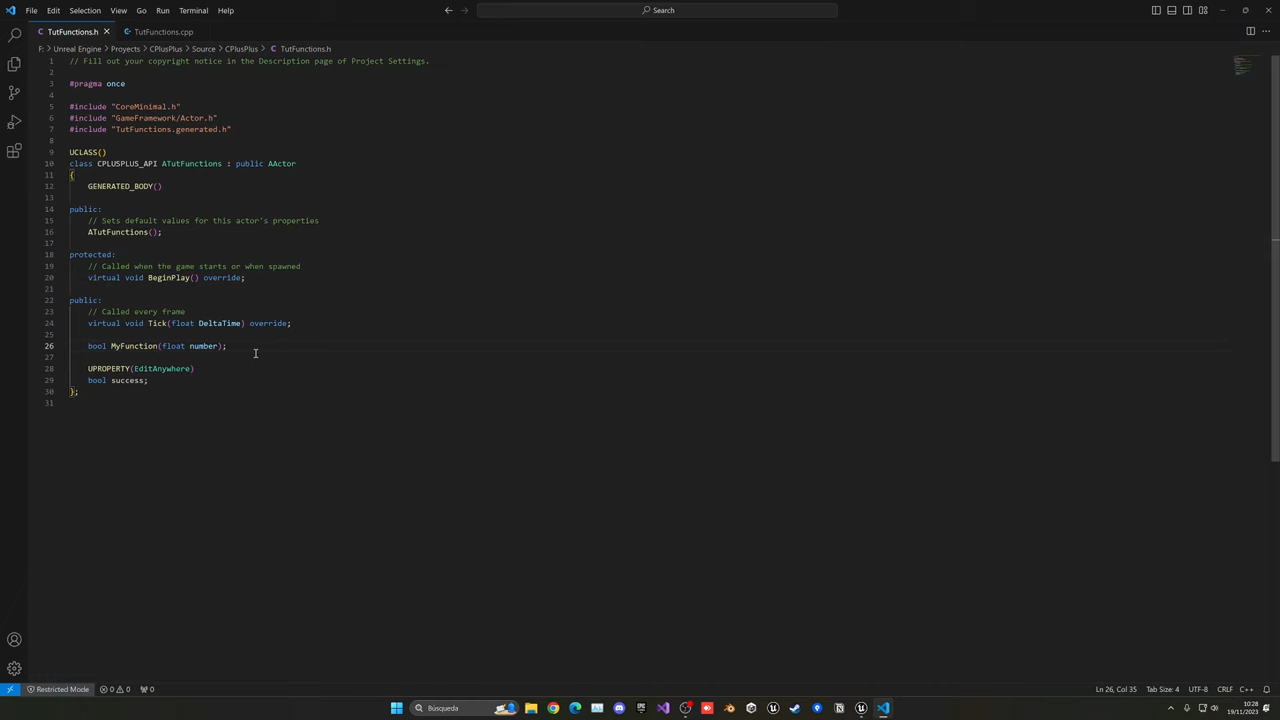 File Edit Selection View Go Run Terminal Help
Search
TutFunctions.h
TutFunctions.cpp
F: > Unreal Engine > Proyects > CPlusPlus > Source > CPlusPlus > TutFunctions.h
1 // Fill out your copyright notice in the Description page of Project Settings.
2
3 #pragma once
4
5 #include "CoreMinimal.h"
6 #include "GameFramework/Actor.h"
7 #include "TutFunctions.generated.h"
8
9 UCLASS()
10 class CPLUSPLUS_API ATutFunctions : public AActor
11 {
12 GENERATED_BODY()
13
14 public:
15 // Sets default values for this actor's properties
16 ATutFunctions();
17
18 protected:
19 // Called when the game starts or when spawned
20 virtual void BeginPlay() override;
21
22 public:
23 // Called every frame
24 virtual void Tick(float DeltaTime) override;
25
26 bool MyFunction(float number);
27
28 UPROPERTY(EditAnywhere)
29 bool success;
30 };
31
Restricted Mode 0 0 0
Ln 26, Col 35 Tab Size: 4 UTF-8 CRLF C++
Búsqueda
10:28
19/11/2023